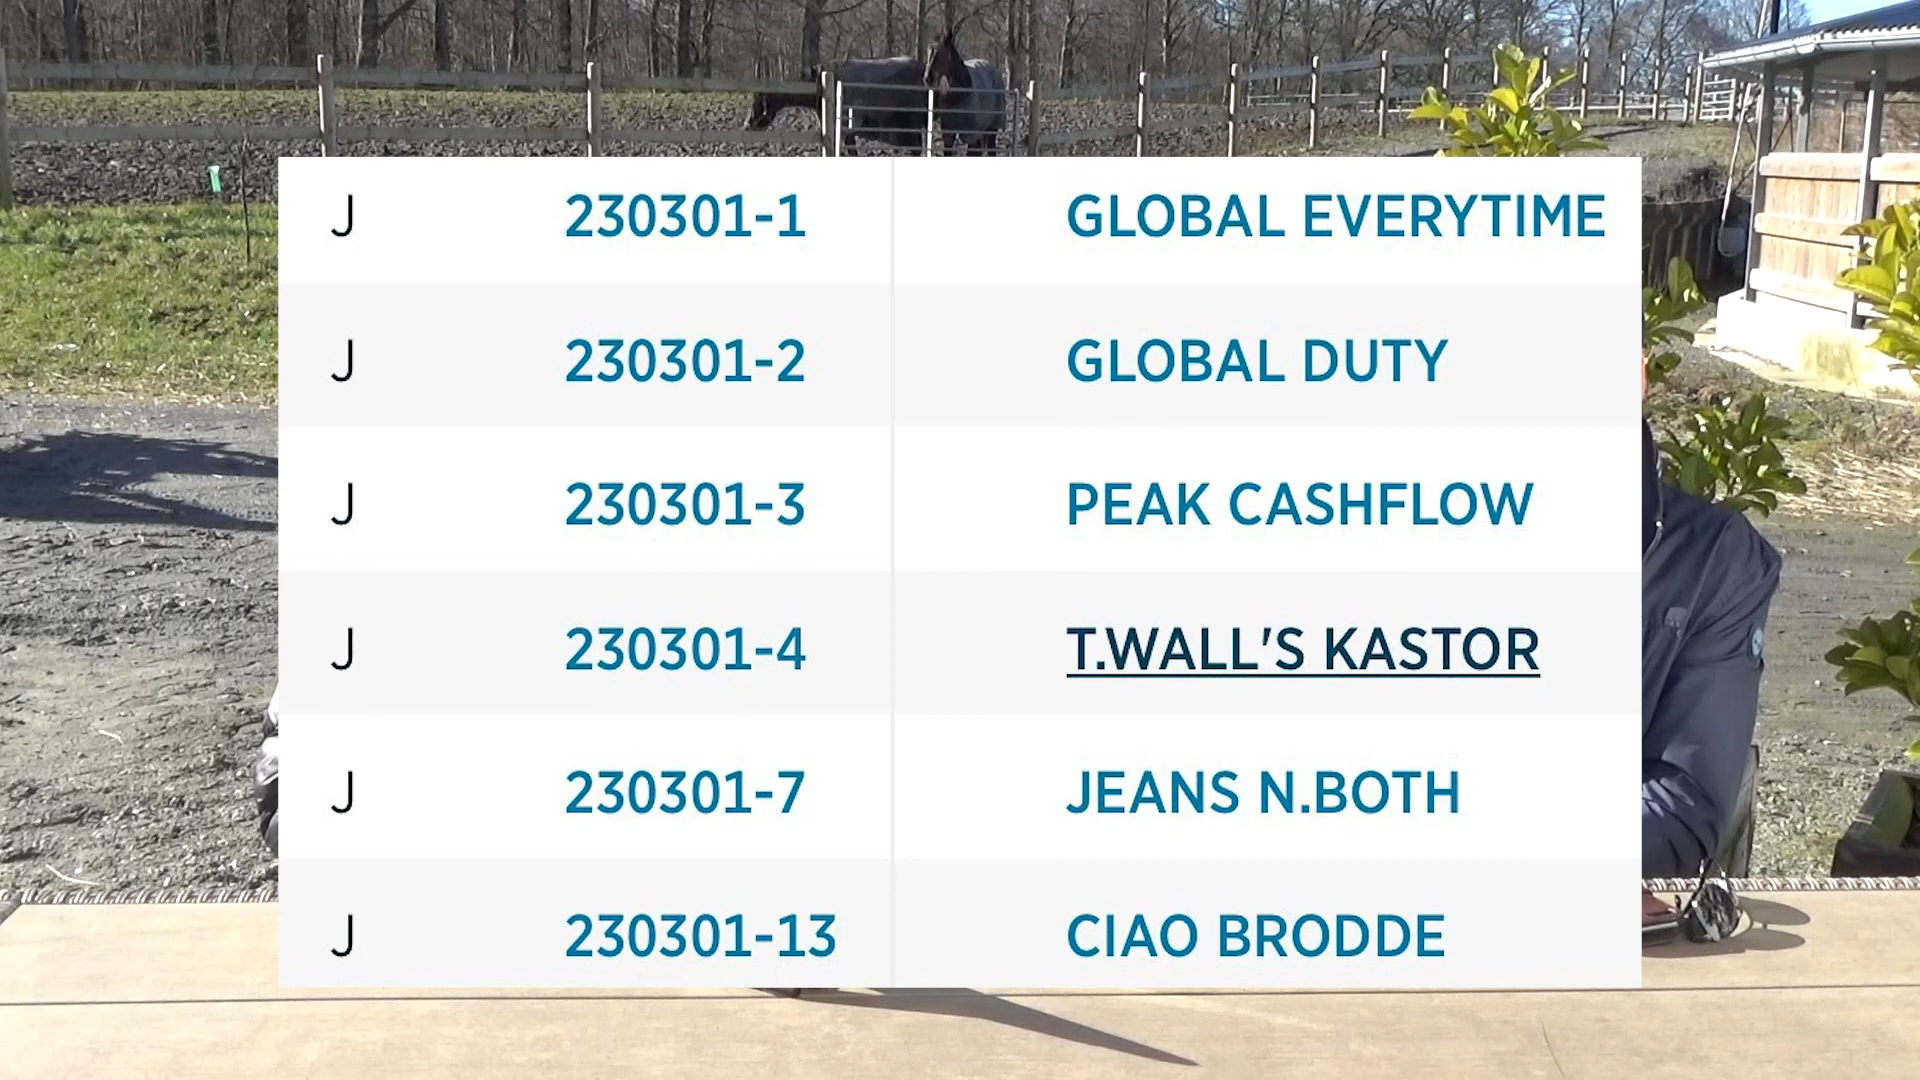 J 230301-1 GLOBAL EVERYTIME
J 230301-2 GLOBAL DUTY
J 230301-3 PEAK CASHFLOW
J 230301-4 T.WALL'S KASTOR
J 230301-7 JEANS N.BOTH
J 230301-13 CIAO BRODDE